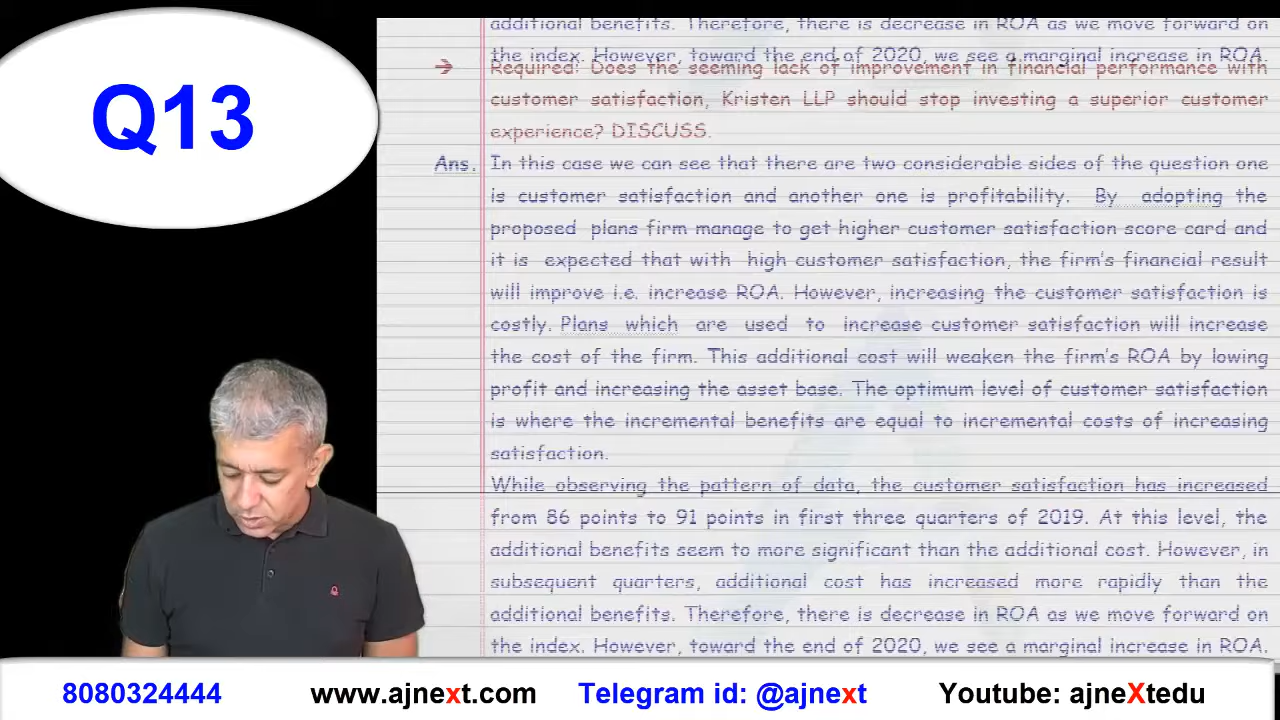 Q13
additional benefits. Therefore, there is decrease in ROA as we move forward on
the index. However, toward the end of 2020, we see a marginal increase in ROA.
→ Required: Does the seeming lack of improvement in financial performance with
customer satisfaction, Kristen LLP should stop investing a superior customer
experience? DISCUSS.
Ans. In this case we can see that there are two considerable sides of the question one
is customer satisfaction and another one is profitability. By adopting the
proposed plans firm manage to get higher customer satisfaction score card and
it is expected that with high customer satisfaction, the firm's financial result
will improve i.e. increase ROA. However, increasing the customer satisfaction is
costly. Plans which are used to increase customer satisfaction will increase
the cost of the firm. This additional cost will weaken the firm's ROA by lowing
profit and increasing the asset base. The optimum level of customer satisfaction
is where the incremental benefits are equal to incremental costs of increasing
satisfaction.
While observing the pattern of data, the customer satisfaction has increased
from 86 points to 91 points in first three quarters of 2019. At this level, the
additional benefits seem to more significant than the additional cost. However, in
subsequent quarters, additional cost has increased more rapidly than the
additional benefits. Therefore, there is decrease in ROA as we move forward on
the index. However, toward the end of 2020, we see a marginal increase in ROA.
8080324444 www.ajnext.com Telegram id: @ajnext Youtube: ajneXtedu